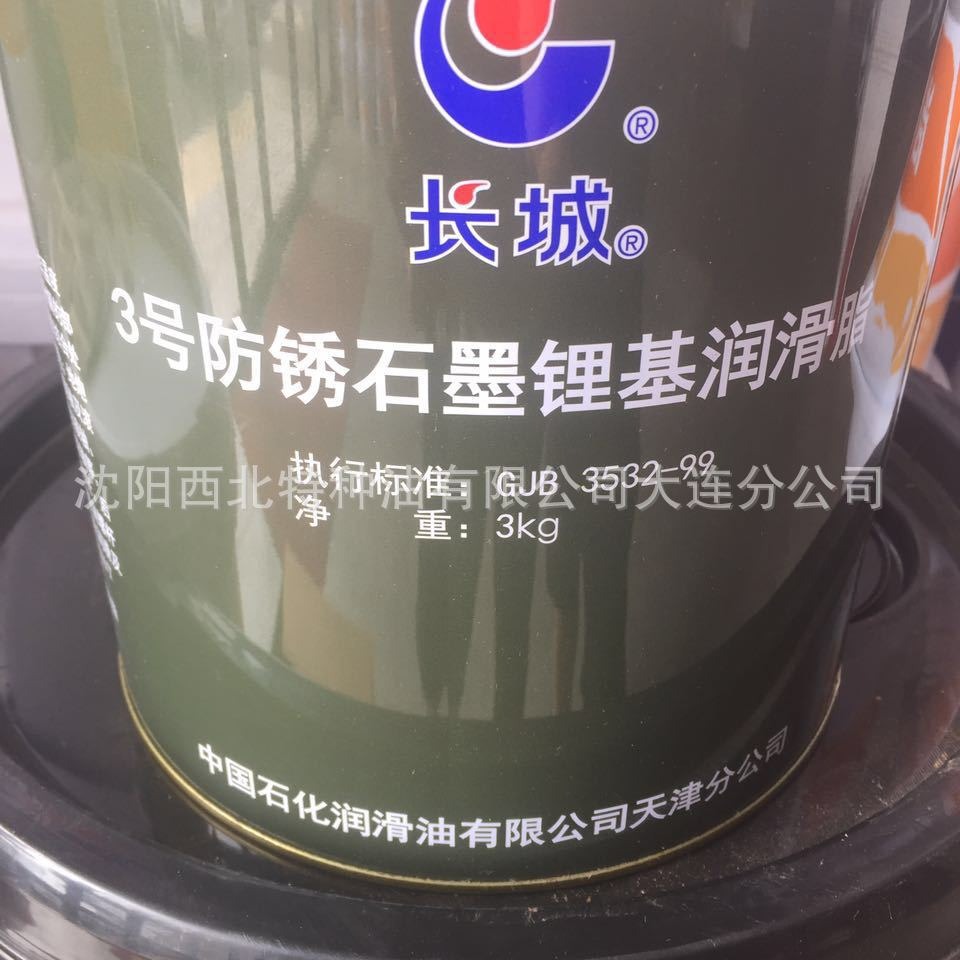 ®
长城®
3号防锈石墨锂基润滑脂
执行标准：GJB 3532-99
沈阳西北特种油有限公司大连分公司
净 重：3kg
中国石化润滑油有限公司天津分公司